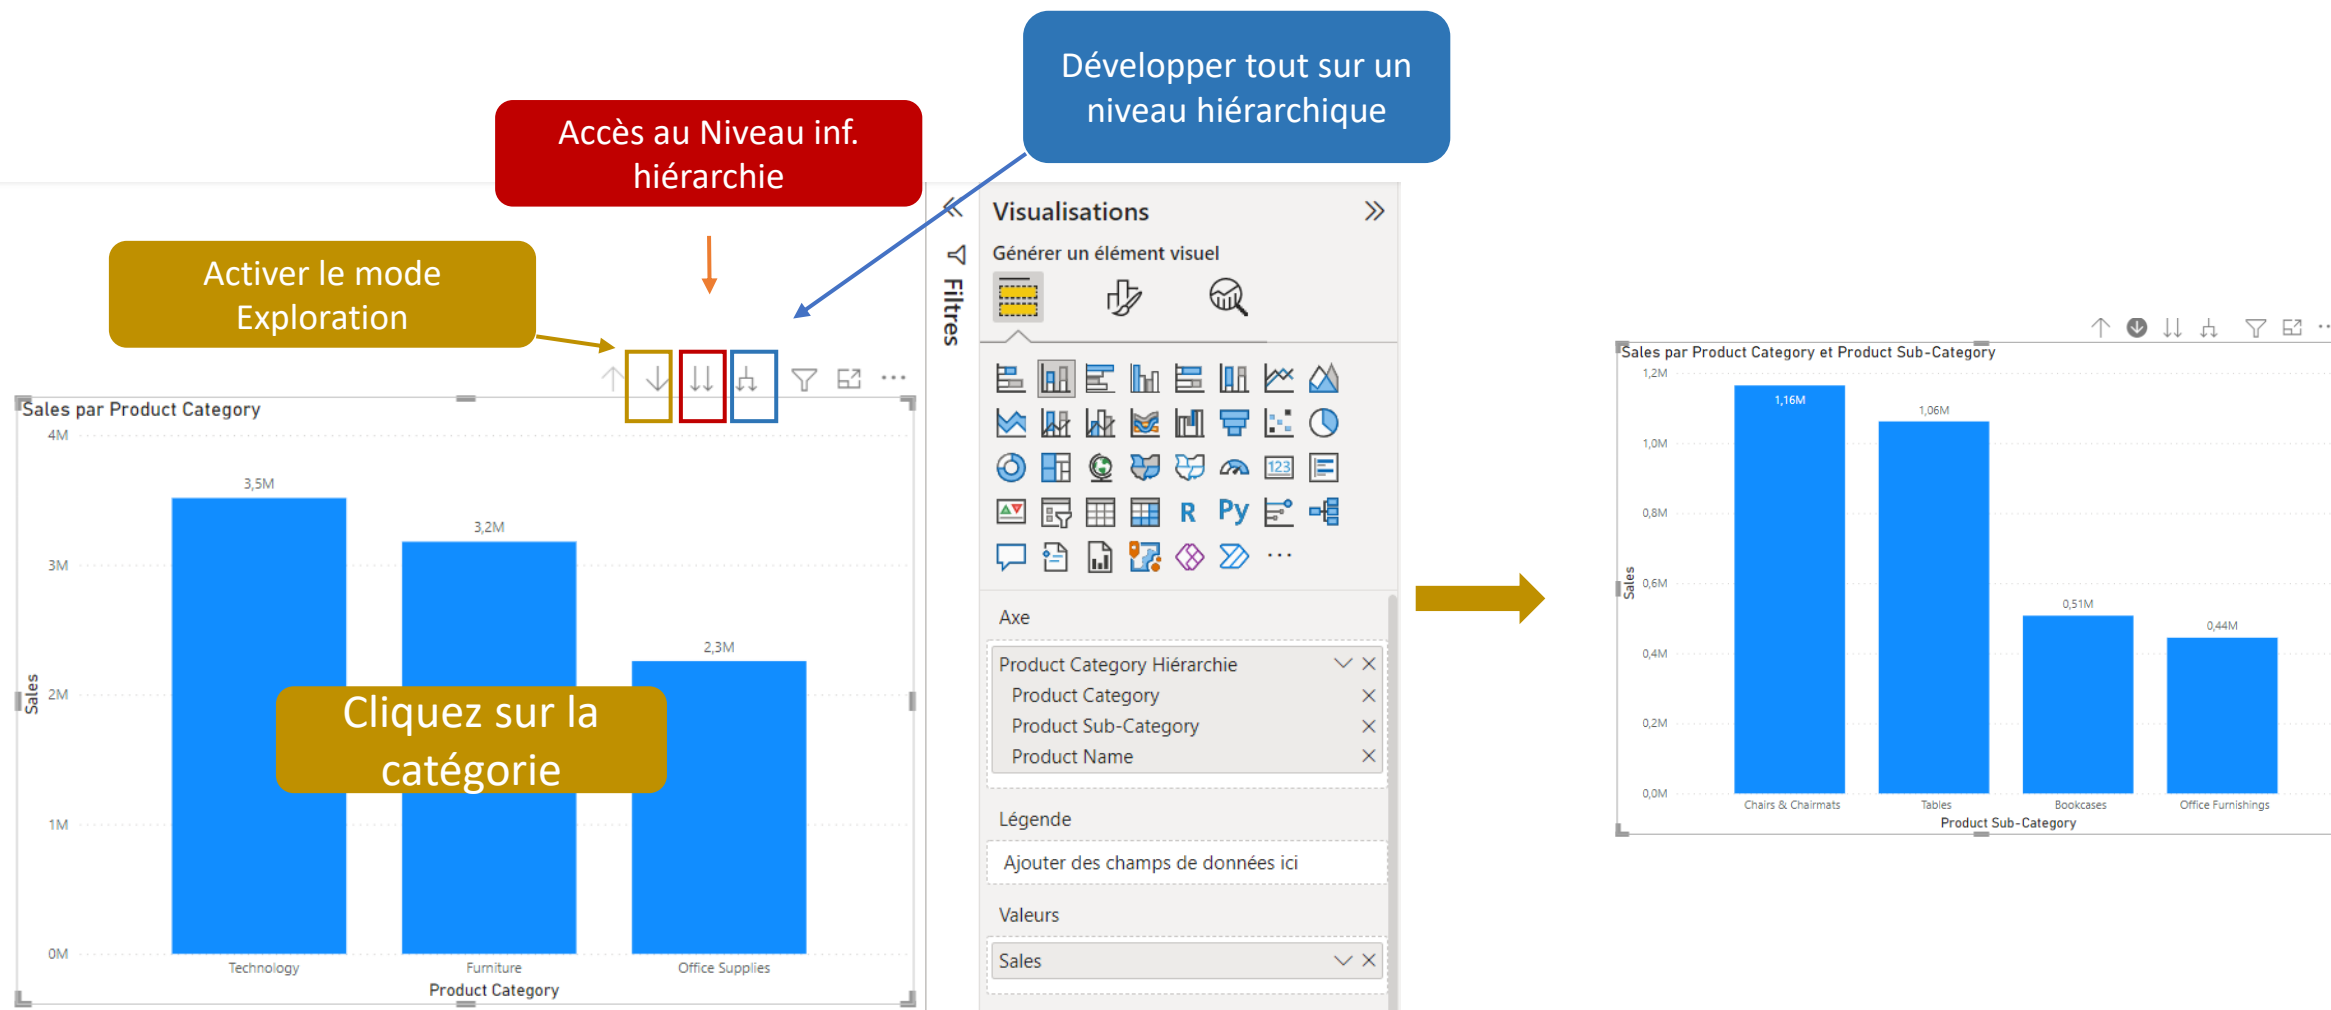 Développer tout sur un
niveau hiérarchique
Accès au Niveau inf.
hiérarchie
Activer le mode
Exploration
Sales par Product Category
4M
3M
2M
1M
0M
Sales
3,5M
3,2M
2,3M
Cliquez sur la
catégorie
Technology
Furniture
Office Supplies
Product Category
Filtres
Visualisations
Générer un élément visuel
123
R
Py
Axe
Product Category Hiérarchie
Product Category
Product Sub-Category
Product Name
Légende
Ajouter des champs de données ici
Valeurs
Sales
Sales par Product Category et Product Sub-Category
1,2M
1,0M
0,8M
0,6M
0,4M
0,2M
0,0M
Sales
1,16M
1,06M
0,51M
0,44M
Chairs & Chairmats
Tables
Bookcases
Office Furnishings
Product Sub-Category